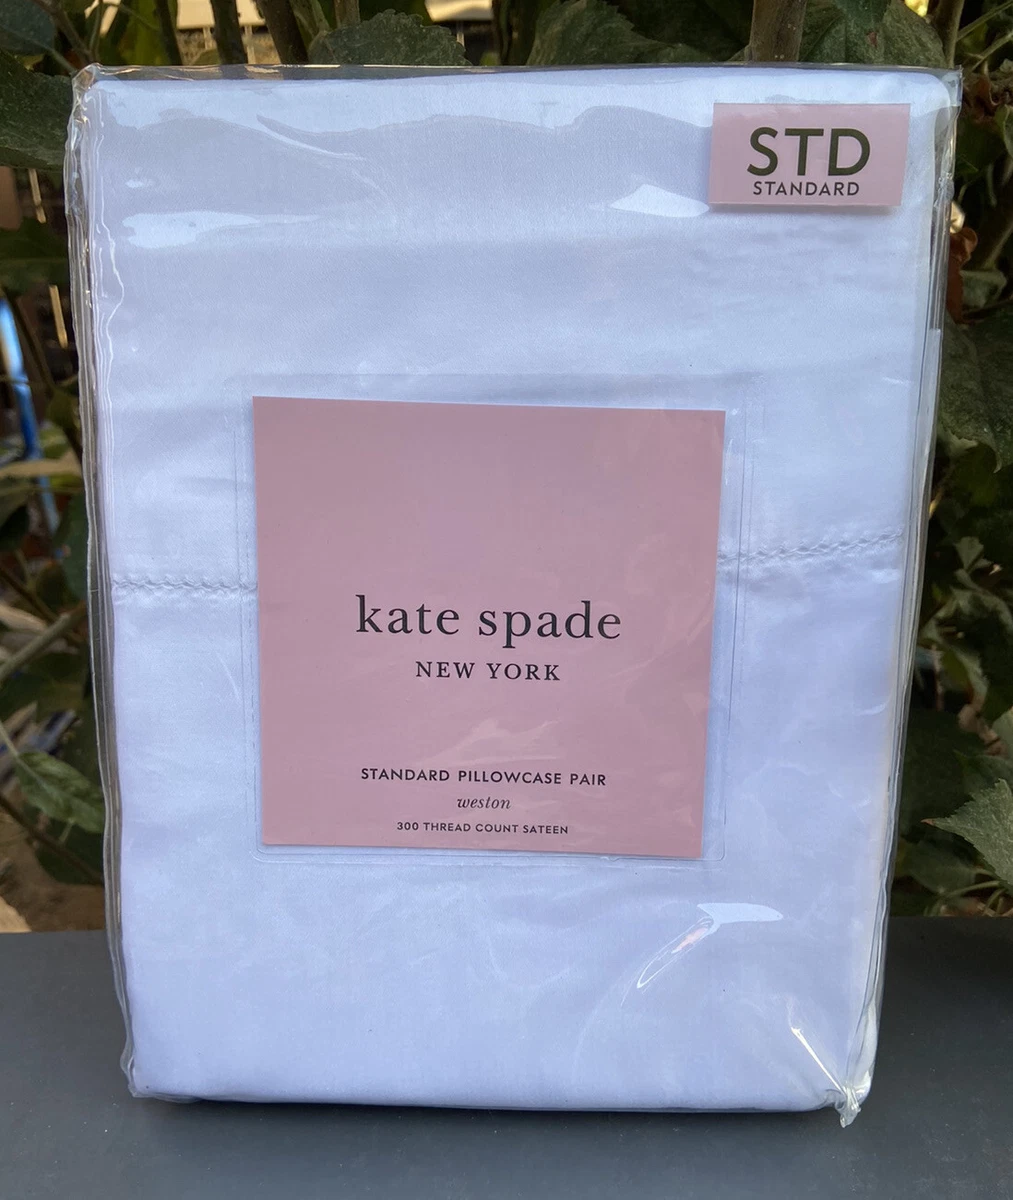 STD
STANDARD
kate spade
NEW YORK
STANDARD PILLOWCASE PAIR
weston
300 THREAD COUNT SATEEN